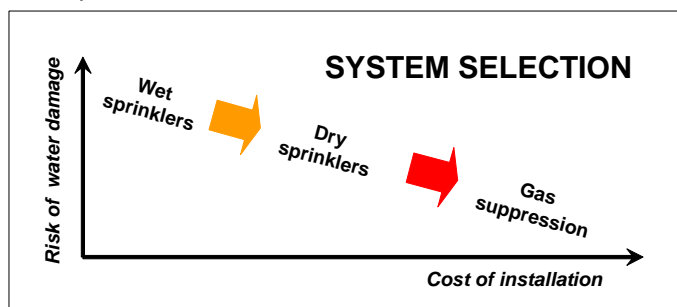 SYSTEM SELECTION
Wet
sprinklers
Dry
sprinklers
Gas
suppression
Risk of water damage
Cost of installation